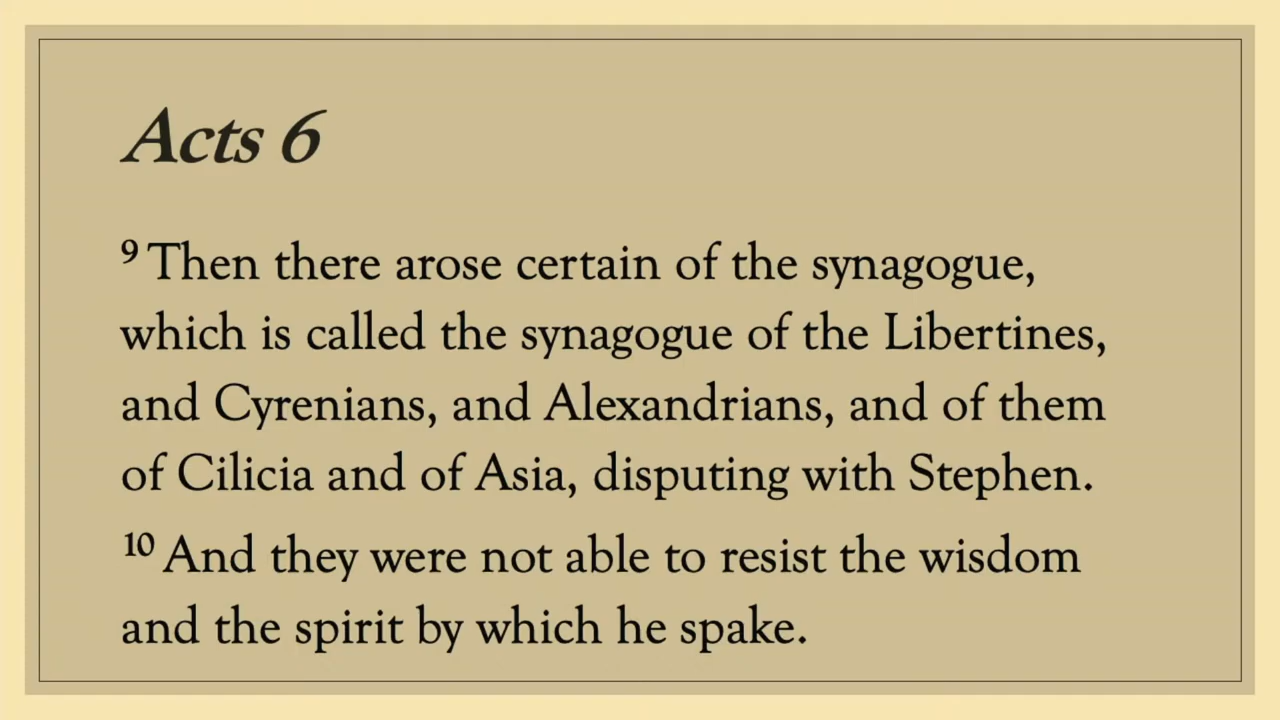 Acts 6
9 Then there arose certain of the synagogue,
which is called the synagogue of the Libertines,
and Cyrenians, and Alexandrians, and of them
of Cilicia and of Asia, disputing with Stephen.
10 And they were not able to resist the wisdom
and the spirit by which he spake.